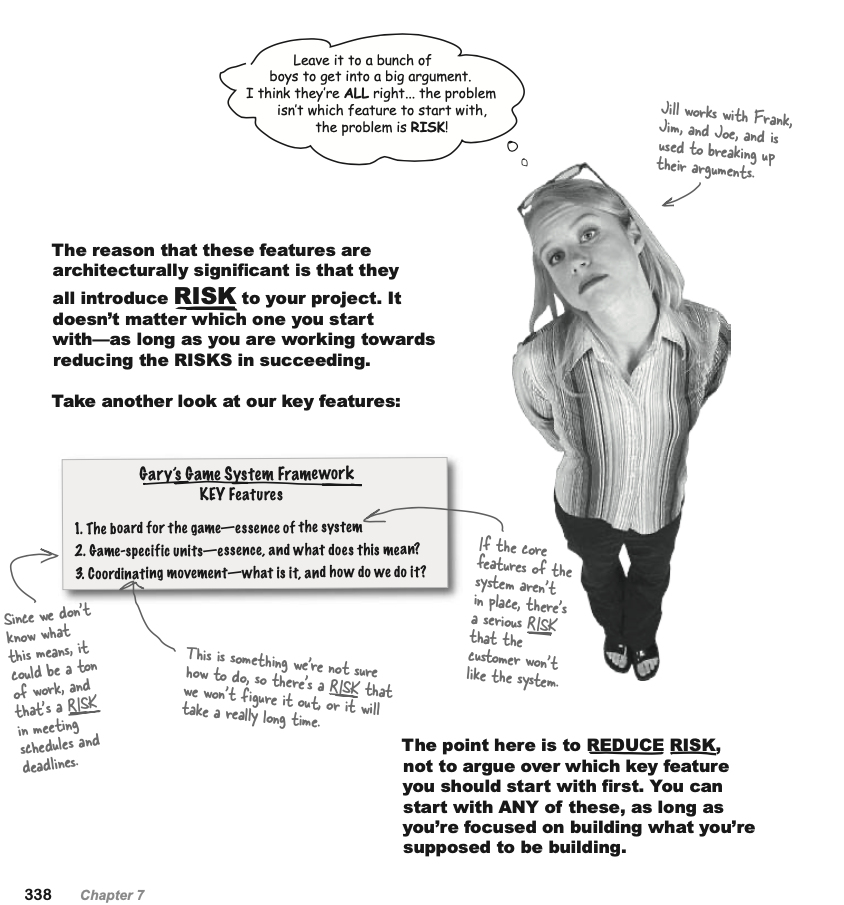 Leave it to a bunch of
boys to get into a big argument.
I think they're ALL right... the problem
isn't which feature to start with,
the problem is RISK!
Jill works with Frank,
Jim, and Joe, and is
used to breaking up
their arguments.
The reason that these features are
architecturally significant is that they
all introduce RISK to your project. It
doesn't matter which one you start
with—as long as you are working towards
reducing the RISKS in succeeding.
Take another look at our key features:
Gary's Game System Framework
KEY Features
1. The board for the game—essence of the system
2. Game-specific units—essence, and what does this mean?
3. Coordinating movement—what is it, and how do we do it?
If the core
features of the
system aren't
in place, there's
a serious RISK
that the
customer won't
like the system.
Since we don't
know what
this means, it
could be a ton
of work, and
that's a RISK
in meeting
schedules and
deadlines.
This is something we're not sure
how to do, so there's a RISK that
we won't figure it out, or it will
take a really long time.
The point here is to REDUCE RISK,
not to argue over which key feature
you should start with first. You can
start with ANY of these, as long as
you're focused on building what you're
supposed to be building.
338 Chapter 7